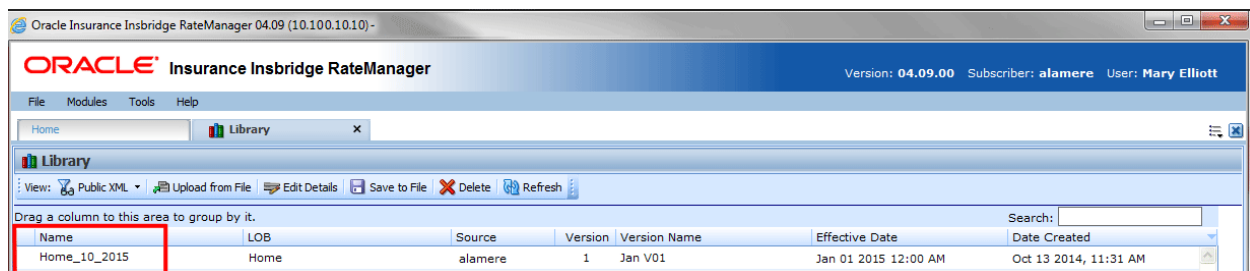 Oracle Insurance Insbridge RateManager 04.09 (10.100.10.10) -
ORACLE® Insurance Insbridge RateManager
Version: 04.09.00 Subscriber: alamere User: Mary Elliott
File Modules Tools Help
Home Library x
Library
View: Public XML Upload from File Edit Details Save to File Delete Refresh
Drag a column to this area to group by it. Search:
Name LOB Source Version Version Name Effective Date Date Created
Home_10_2015 Home alamere 1 Jan V01 Jan 01 2015 12:00 AM Oct 13 2014, 11:31 AM